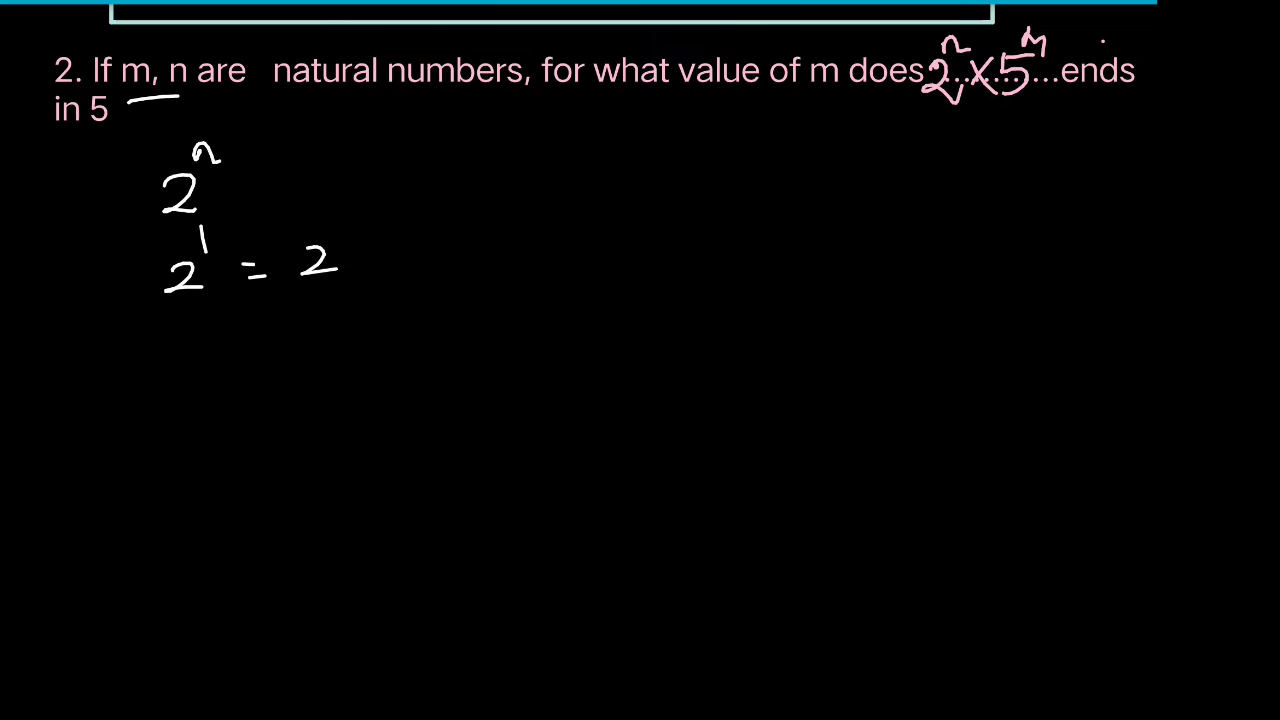 2. If m, n are natural numbers, for what value of m does 2ⁿ × 5ᵐ ends
in 5
2ⁿ
2¹ = 2